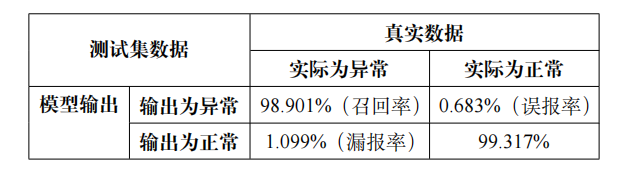 测试集数据 真实数据
实际为异常 实际为正常
模型输出 输出为异常 98.901%（召回率） 0.683%（误报率）
输出为正常 1.099%（漏报率） 99.317%